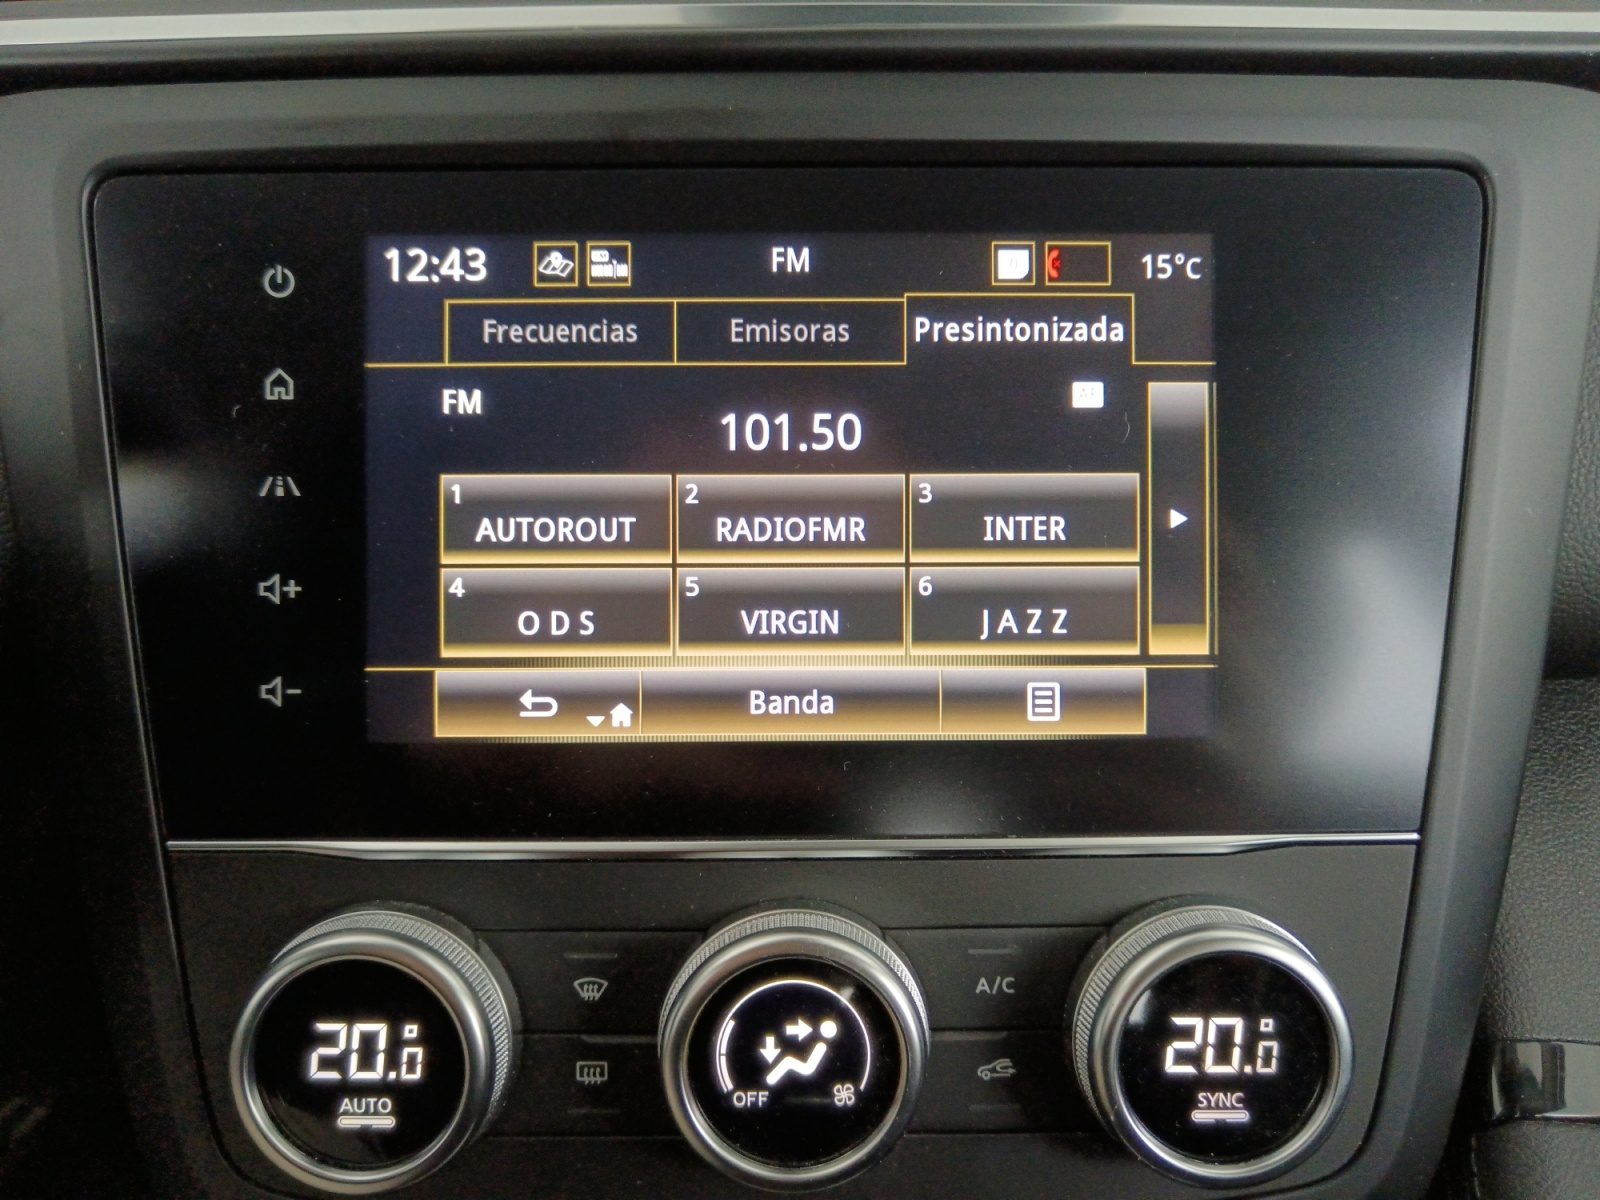 12:43 FM 15°C
Frecuencias Emisoras Presintonizada
FM
101.50
1 2 3
AUTOROUT RADIOFMR INTER
4 5 6
O D S VIRGIN J A Z Z
Banda
A/C
20.0 20.0
AUTO OFF SYNC